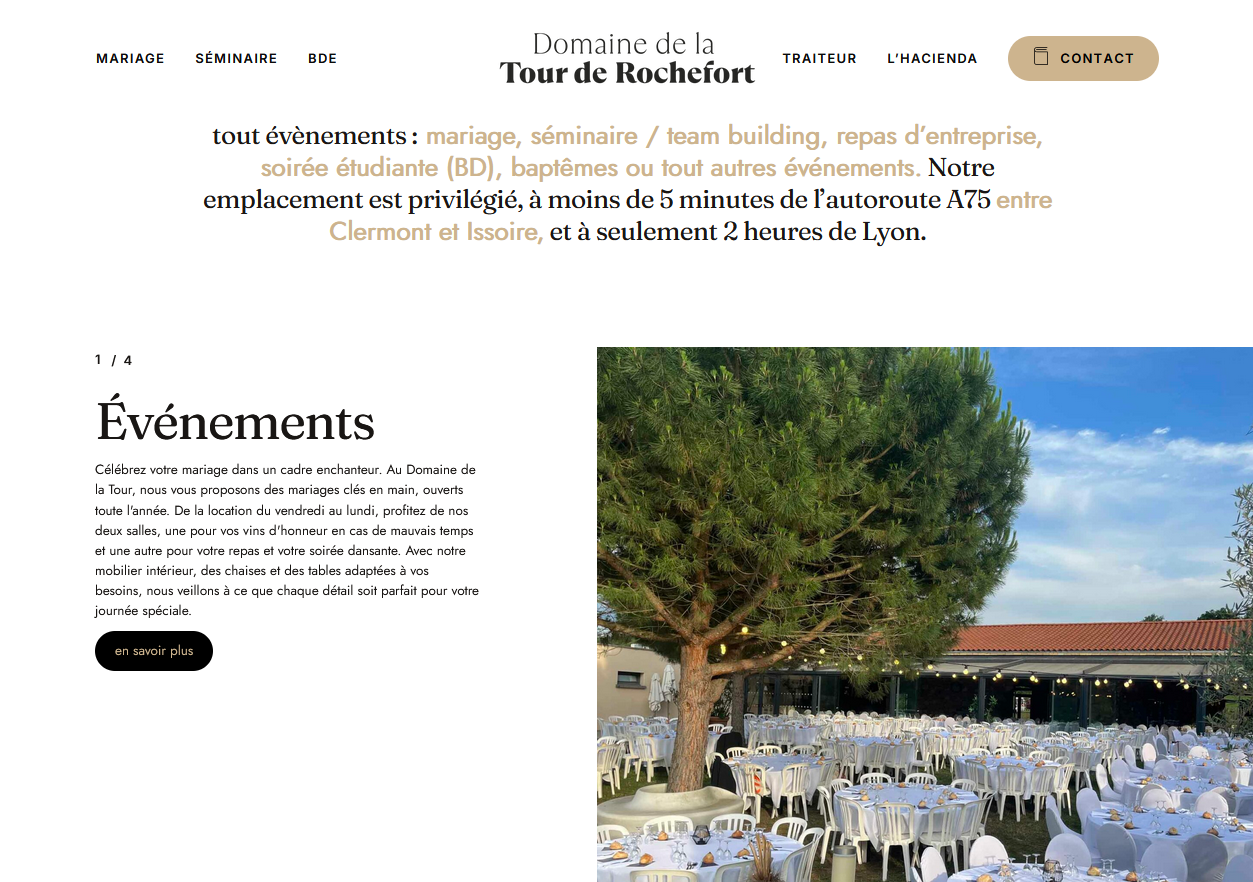 MARIAGE SÉMINAIRE BDE
Domaine de la
Tour de Rochefort
TRAITEUR L'HACIENDA CONTACT
tout évènements : mariage, séminaire / team building, repas d’entreprise,
soirée étudiante (BD), baptêmes ou tout autres événements. Notre
emplacement est privilégié, à moins de 5 minutes de l’autoroute A75 entre
Clermont et Issoire, et à seulement 2 heures de Lyon.
1 / 4
Événements
Célébrez votre mariage dans un cadre enchanteur. Au Domaine de
la Tour, nous vous proposons des mariages clés en main, ouverts
toute l'année. De la location du vendredi au lundi, profitez de nos
deux salles, une pour vos vins d'honneur en cas de mauvais temps
et une autre pour votre repas et votre soirée dansante. Avec notre
mobilier intérieur, des chaises et des tables adaptées à vos
besoins, nous veillons à ce que chaque détail soit parfait pour votre
journée spéciale.
en savoir plus